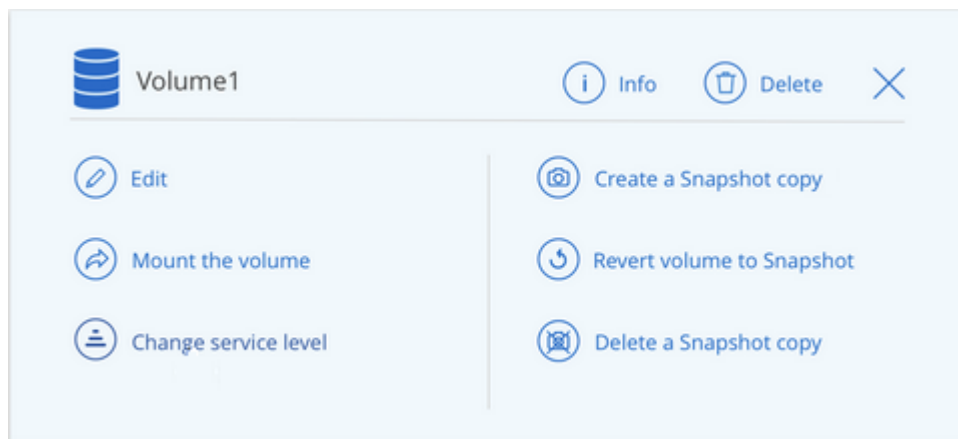 Volume1
Info
Delete
Edit
Mount the volume
Change service level
Create a Snapshot copy
Revert volume to Snapshot
Delete a Snapshot copy